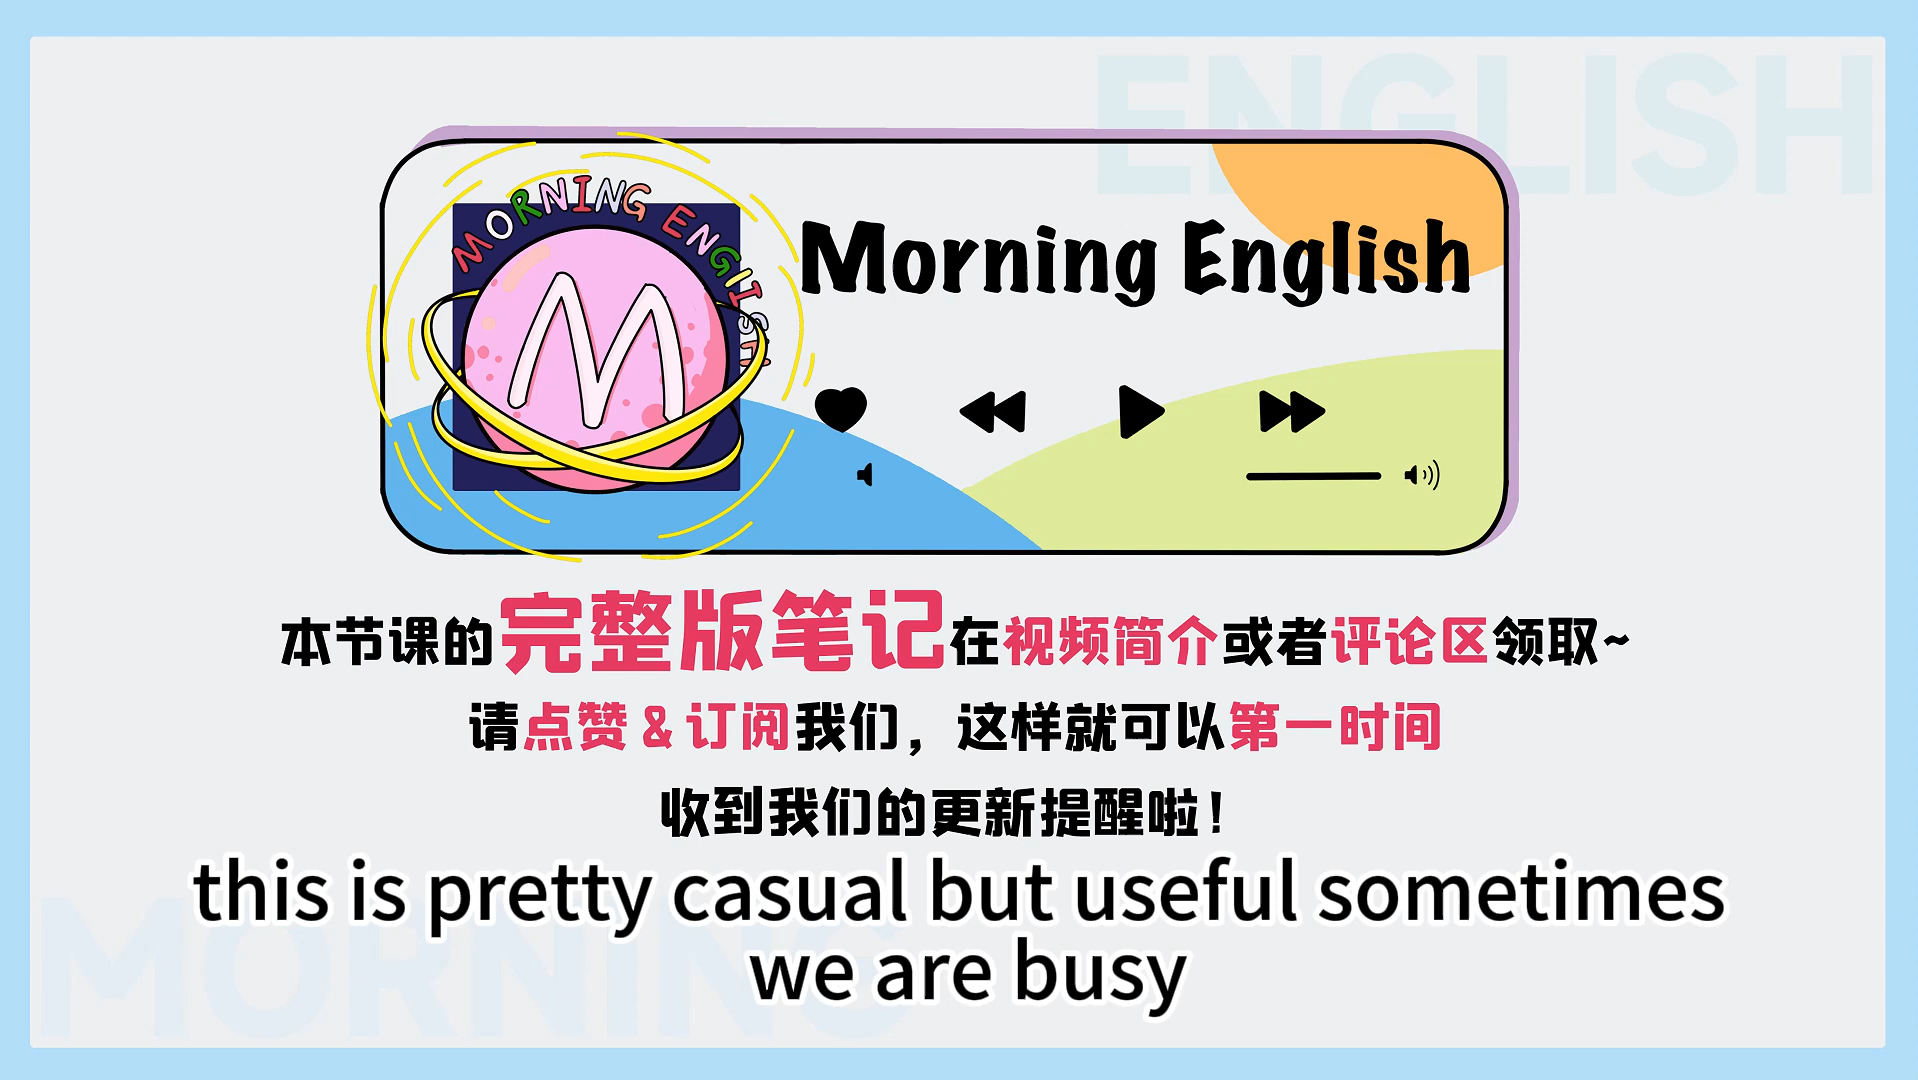 ENGLISH
MORNING ENGLISH
M
Morning English
本节课的完整版笔记在视频简介或者评论区领取~
请点赞&订阅我们，这样就可以第一时间
收到我们的更新提醒啦！
this is pretty casual but useful sometimes
we are busy
MORNING